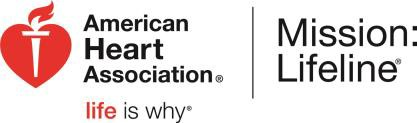 American
Heart
Association®
life is why®
Mission:
Lifeline®